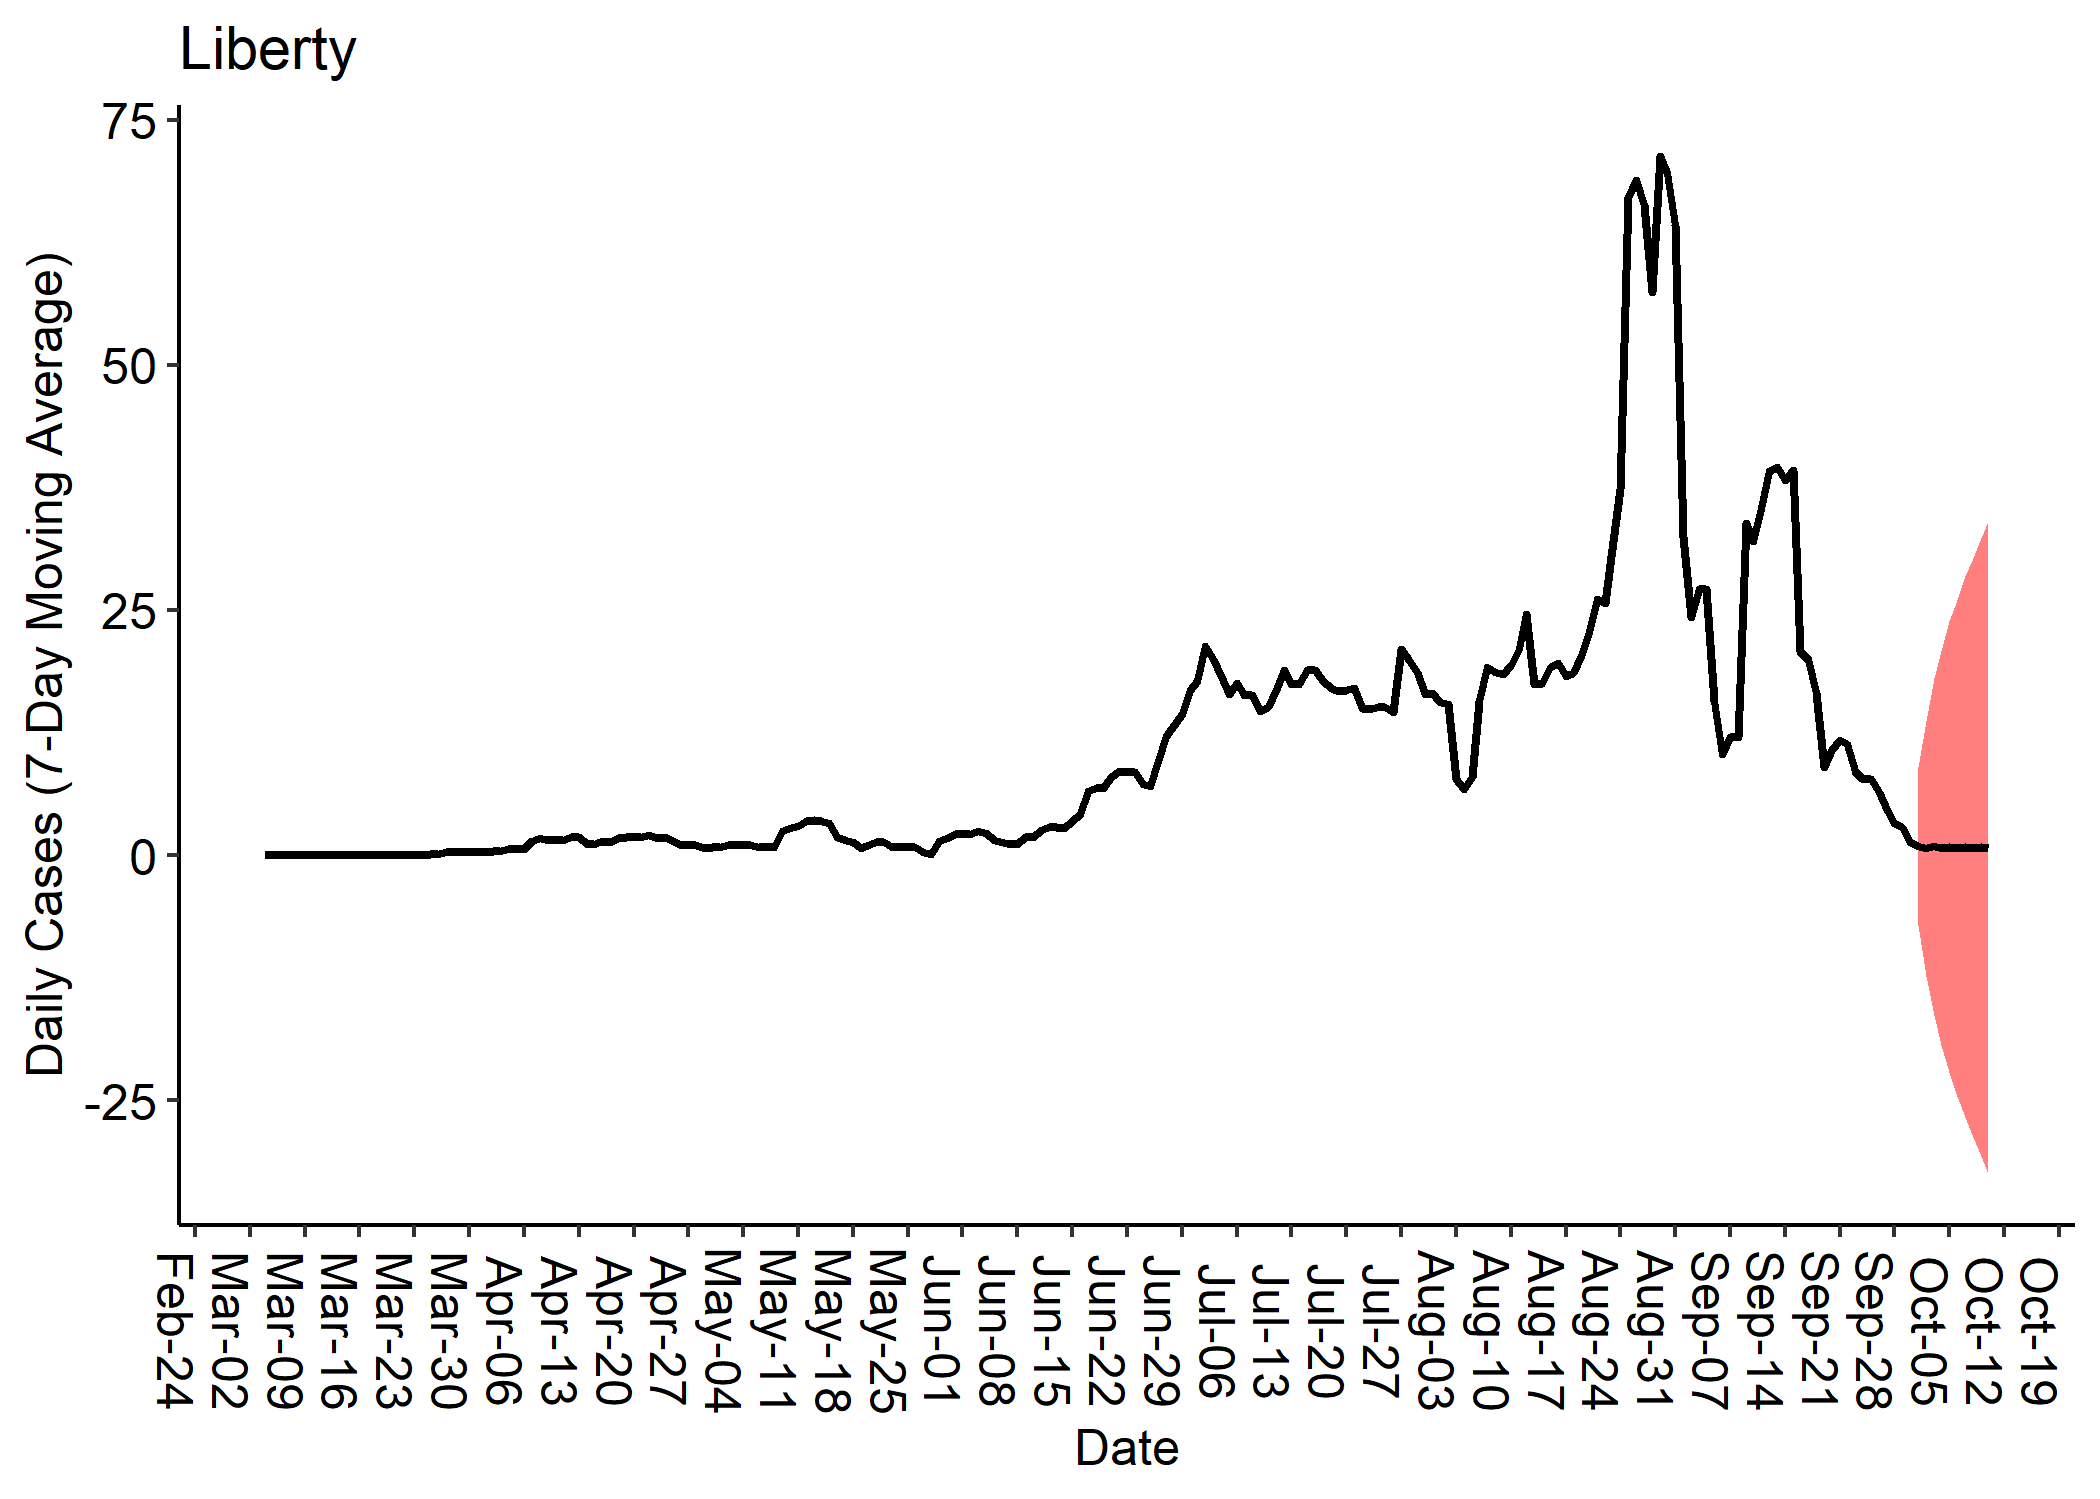 Liberty
75
50
25
0
-25
Daily Cases (7-Day Moving Average)
Feb-24
Mar-02
Mar-09
Mar-16
Mar-23
Mar-30
Apr-06
Apr-13
Apr-20
Apr-27
May-04
May-11
May-18
May-25
Jun-01
Jun-08
Jun-15
Jun-22
Jun-29
Jul-06
Jul-13
Jul-20
Jul-27
Aug-03
Aug-10
Aug-17
Aug-24
Aug-31
Sep-07
Sep-14
Sep-21
Sep-28
Oct-05
Oct-12
Oct-19
Date